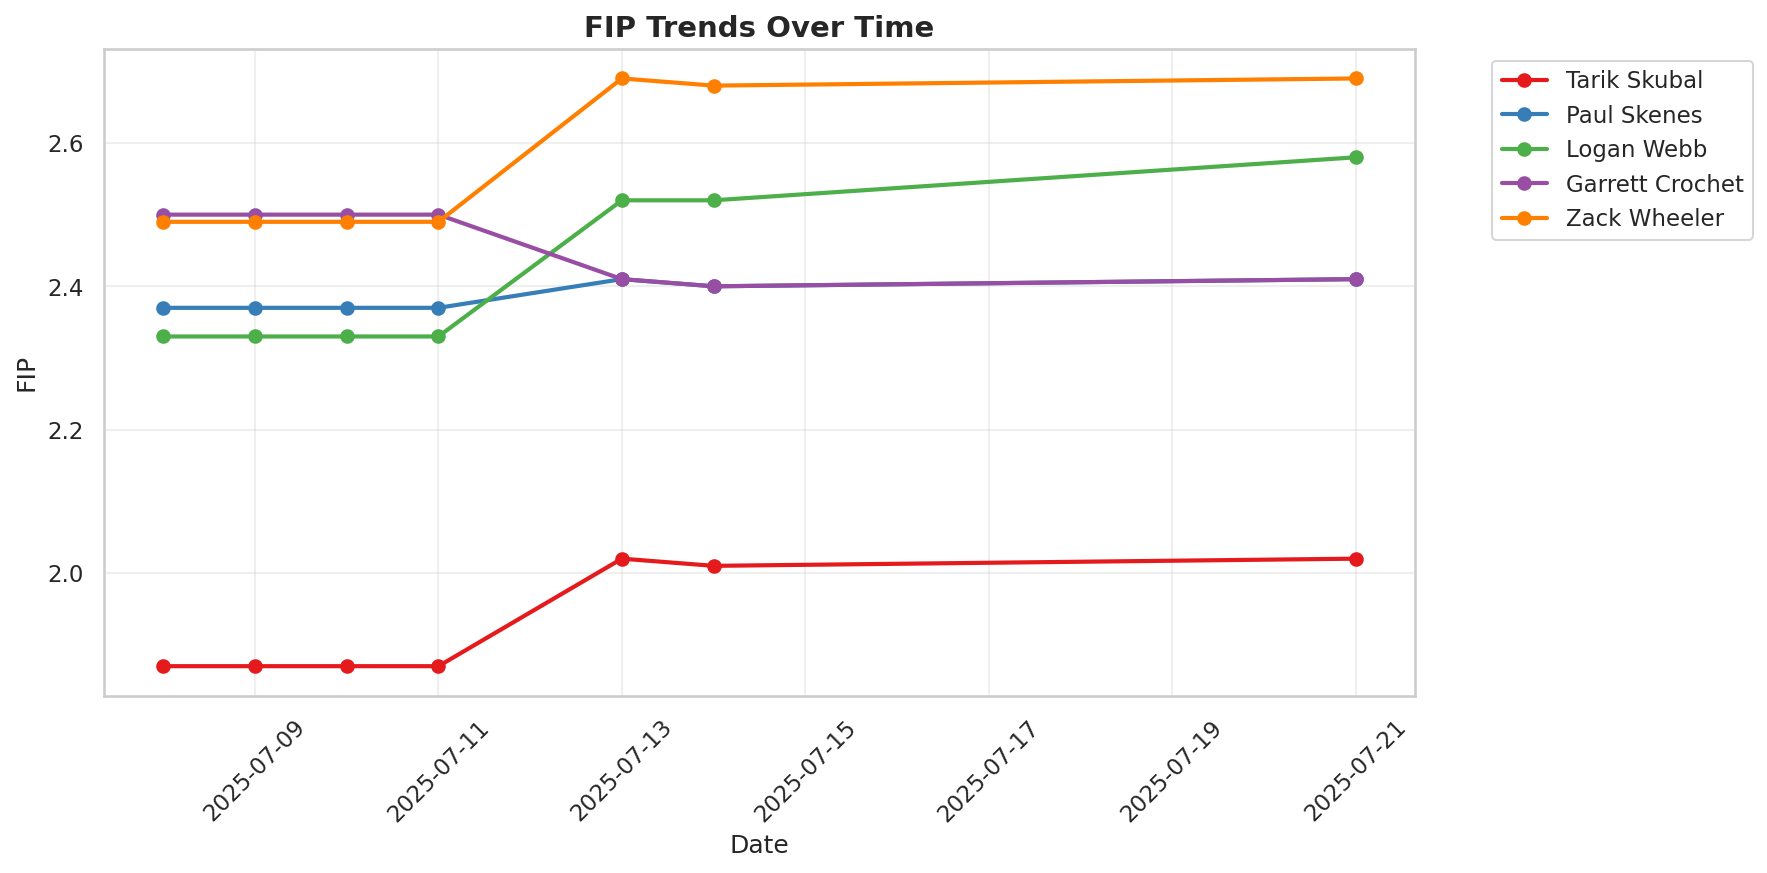 FIP Trends Over Time
Tarik Skubal
Paul Skenes
Logan Webb
Garrett Crochet
Zack Wheeler
FIP
2.6
2.4
2.2
2.0
2025-07-09
2025-07-11
2025-07-13
2025-07-15
2025-07-17
2025-07-19
2025-07-21
Date